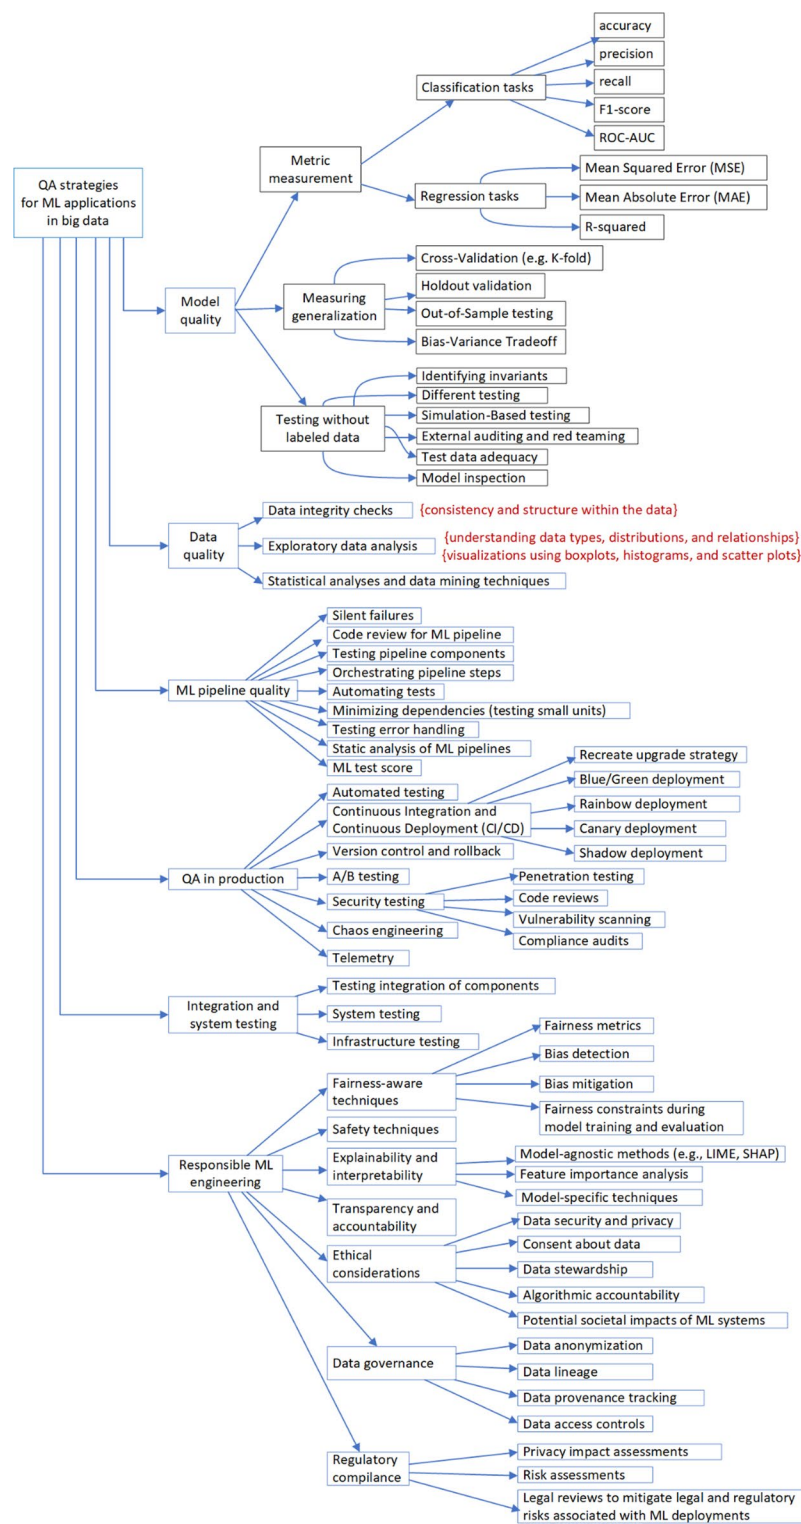 QA strategies
for ML applications
in big data
Model
quality
Metric
measurement
Classification tasks
accuracy
precision
recall
F1-score
ROC-AUC
Regression tasks
Mean Squared Error (MSE)
Mean Absolute Error (MAE)
R-squared
Measuring
generalization
Cross-Validation (e.g. K-fold)
Holdout validation
Out-of-Sample testing
Bias-Variance Tradeoff
Testing without
labeled data
Identifying invariants
Different testing
Simulation-Based testing
External auditing and red teaming
Test data adequacy
Model inspection
Data
quality
Data integrity checks
{consistency and structure within the data}
Exploratory data analysis
{understanding data types, distributions, and relationships}
{visualizations using boxplots, histograms, and scatter plots}
Statistical analyses and data mining techniques
ML pipeline quality
Silent failures
Code review for ML pipeline
Testing pipeline components
Orchestrating pipeline steps
Automating tests
Minimizing dependencies (testing small units)
Testing error handling
Static analysis of ML pipelines
ML test score
QA in production
Automated testing
Continuous Integration and
Continuous Deployment (CI/CD)
Recreate upgrade strategy
Blue/Green deployment
Rainbow deployment
Canary deployment
Shadow deployment
Version control and rollback
A/B testing
Security testing
Penetration testing
Code reviews
Vulnerability scanning
Compliance audits
Chaos engineering
Telemetry
Integration and
system testing
Testing integration of components
System testing
Infrastructure testing
Responsible ML
engineering
Fairness-aware
techniques
Fairness metrics
Bias detection
Bias mitigation
Fairness constraints during
model training and evaluation
Safety techniques
Explainability and
interpretability
Model-agnostic methods (e.g., LIME, SHAP)
Feature importance analysis
Model-specific techniques
Transparency and
accountability
Ethical
considerations
Data security and privacy
Consent about data
Data stewardship
Algorithmic accountability
Potential societal impacts of ML systems
Data governance
Data anonymization
Data lineage
Data provenance tracking
Data access controls
Regulatory
compilance
Privacy impact assessments
Risk assessments
Legal reviews to mitigate legal and regulatory
risks associated with ML deployments